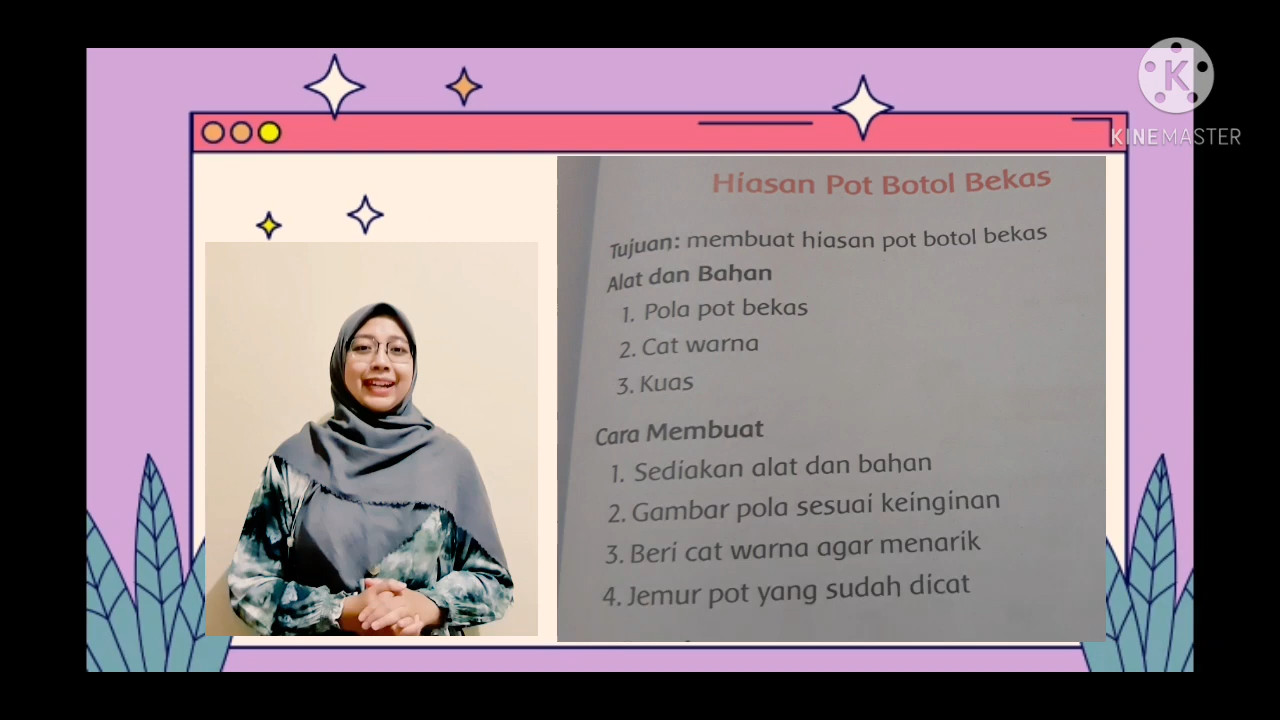 KINEMASTER
Hiasan Pot Botol Bekas
Tujuan: membuat hiasan pot botol bekas
Alat dan Bahan
1. Pola pot bekas
2. Cat warna
3. Kuas
Cara Membuat
1. Sediakan alat dan bahan
2. Gambar pola sesuai keinginan
3. Beri cat warna agar menarik
4. Jemur pot yang sudah dicat